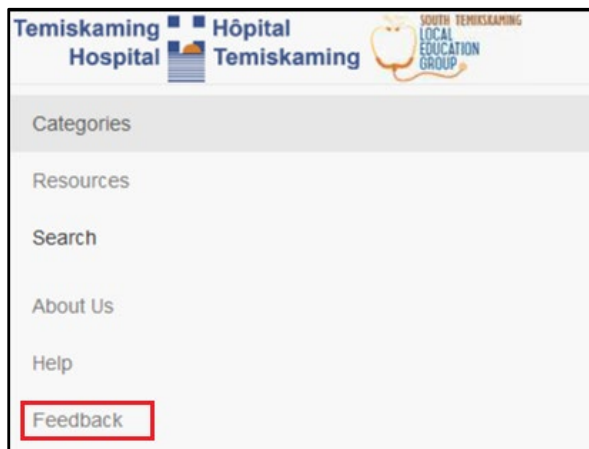 Temiskaming Hôpital
Hospital Temiskaming
SOUTH TEMISKAMING
LOCAL
EDUCATION
GROUP
Categories
Resources
Search
About Us
Help
Feedback